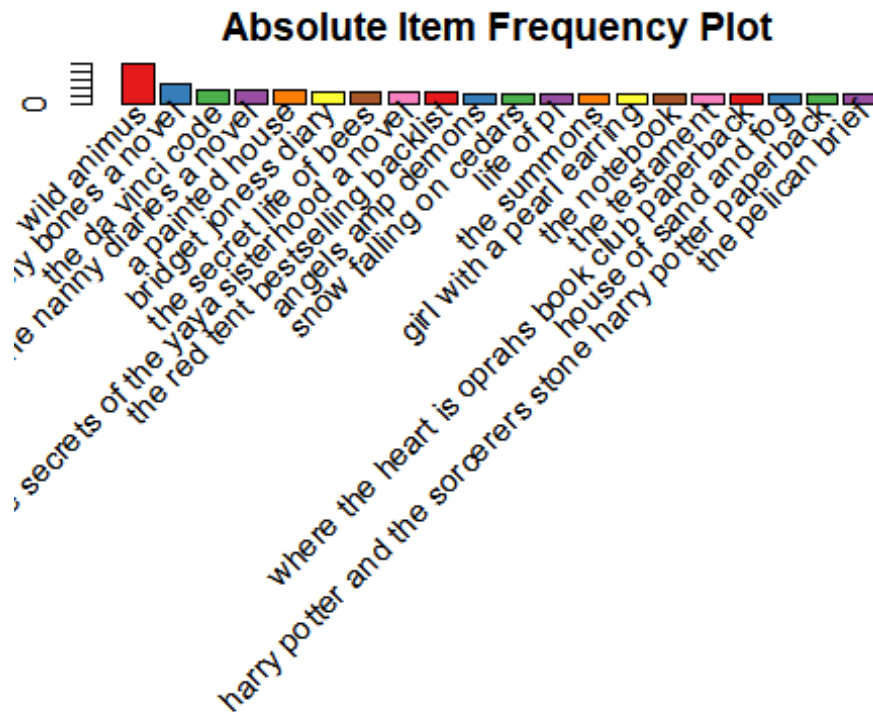 Absolute Item Frequency Plot
0
wild animus
bones a novel
the da vinci code
nanny diaries a novel
a painted house
bridget joness diary
the secret life of bees
secrets of the yaya sisterhood a novel
the red tent bestselling backlist
angels amp demons
snow falling on cedars
life of pi
the summons
girl with a pearl earring
the notebook
the testament
where the heart is oprahs book club paperback
house of sand and fog
harry potter and the sorcerers stone harry potter paperback
the pelican brief